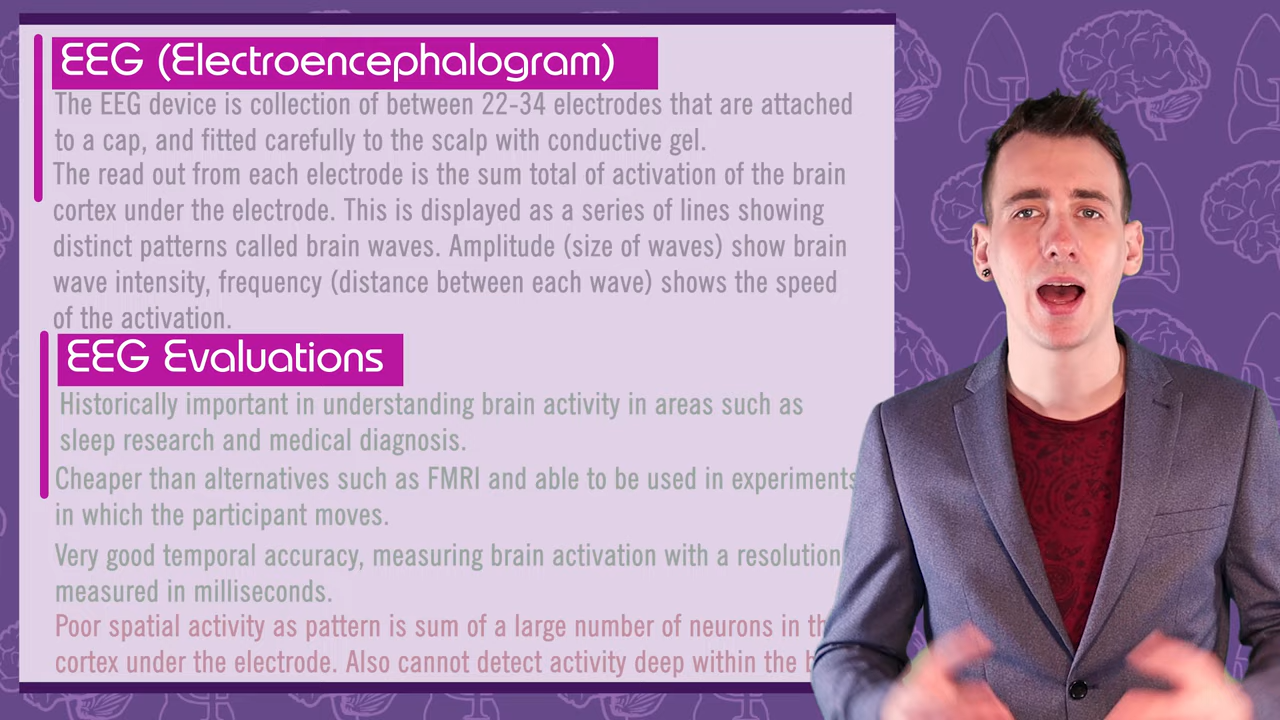 EEG (Electroencephalogram)
The EEG device is collection of between 22-34 electrodes that are attached
to a cap, and fitted carefully to the scalp with conductive gel.
The read out from each electrode is the sum total of activation of the brain
cortex under the electrode. This is displayed as a series of lines showing
distinct patterns called brain waves. Amplitude (size of waves) show brain
wave intensity, frequency (distance between each wave) shows the speed
of the activation.
EEG Evaluations
Historically important in understanding brain activity in areas such as
sleep research and medical diagnosis.
Cheaper than alternatives such as FMRI and able to be used in experiments
in which the participant moves.
Very good temporal accuracy, measuring brain activation with a resolution
measured in milliseconds.
Poor spatial activity as pattern is sum of a large number of neurons in
cortex under the electrode. Also cannot detect activity deep within the